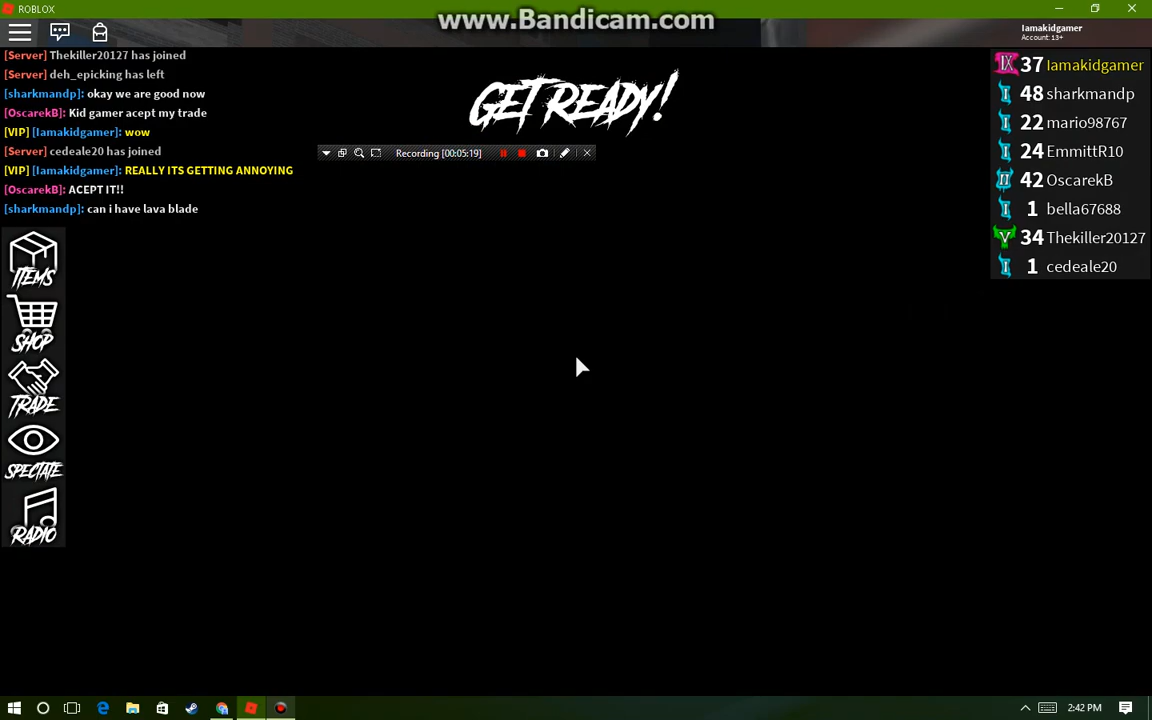 ROBLOX
www.Bandicam.com
Iamakidgamer
Account: 13+
[Server] Thekiller20127 has joined
[Server] deh_epicking has left
[sharkmandp]: okay we are good now
[OscarekB]: Kid gamer acept my trade
[VIP] [Iamakidgamer]: wow
[Server] cedeale20 has joined
[VIP] [Iamakidgamer]: REALLY ITS GETTING ANNOYING
[OscarekB]: ACEPT IT!!
[sharkmandp]: can i have lava blade
GET READY!
Recording [00:05:19]
IX 37 Iamakidgamer
I 48 sharkmandp
I 22 mario98767
I 24 EmmittR10
II 42 OscarekB
I 1 bella67688
V 34 Thekiller20127
I 1 cedeale20
ITEMS
SHOP
TRADE
SPECTATE
RADIO
2:42 PM